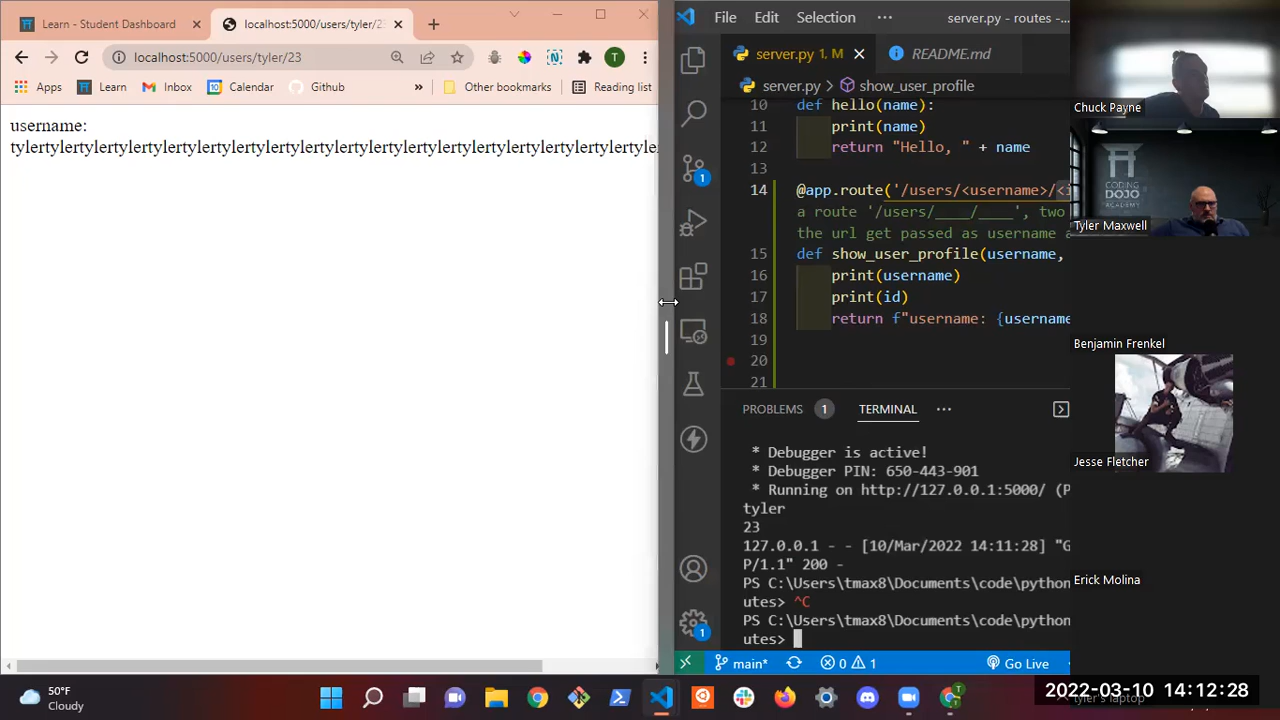 Learn - Student Dashboard
localhost:5000/users/tyler/23
File Edit Selection ··· server.py - routes -...
localhost:5000/users/tyler/23
T
Apps Learn Inbox Calendar Github » Other bookmarks Reading list
server.py 1, M README.md
server.py > show_user_profile
username:
tylertylertylertylertylertylertylertylertylertylertylertylertylertylertylertylertylertylertyle
10 def hello(name):
11 print(name)
12 return "Hello, " + name
13
14 @app.route('/users/<username>/<i
a route '/users/____/____', two
the url get passed as username a
15 def show_user_profile(username,
16 print(username)
17 print(id)
18 return f"username: {username
19
20
21
PROBLEMS 1 TERMINAL ···
* Debugger is active!
* Debugger PIN: 650-443-901
* Running on http://127.0.0.1:5000/ (P
tyler
23
127.0.0.1 - - [10/Mar/2022 14:11:28] "G
P/1.1" 200 -
PS C:\Users\tmax8\Documents\code\python
utes> ^C
PS C:\Users\tmax8\Documents\code\python
utes>
1
1
main* 0 1 Go Live
Chuck Payne
CODING
DOJO
ACADEMY
Tyler Maxwell
Benjamin Frenkel
Jesse Fletcher
Erick Molina
50°F
Cloudy
2022-03-10 14:12:28
tyler's laptop